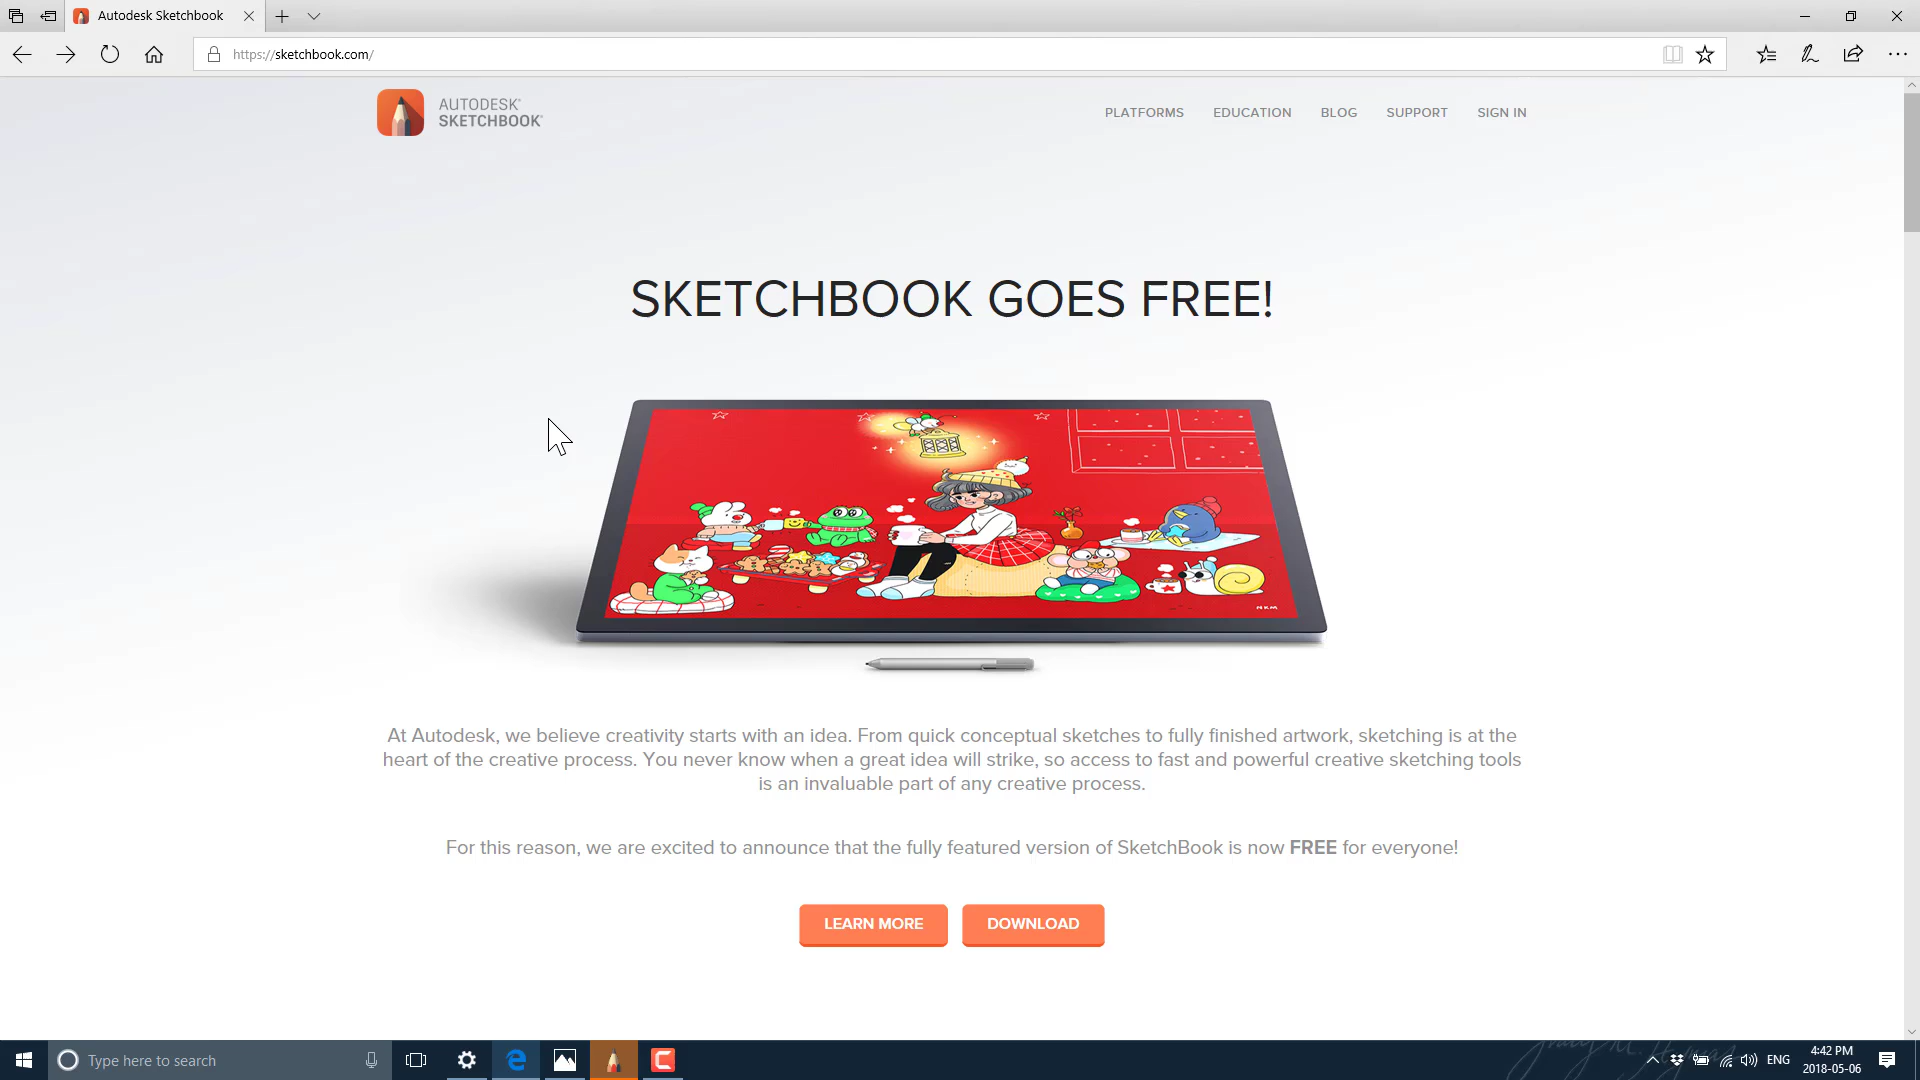 Autodesk Sketchbook
https://sketchbook.com/
AUTODESK®
SKETCHBOOK®
PLATFORMS
EDUCATION
BLOG
SUPPORT
SIGN IN
SKETCHBOOK GOES FREE!
NKM
At Autodesk, we believe creativity starts with an idea. From quick conceptual sketches to fully finished artwork, sketching is at the
heart of the creative process. You never know when a great idea will strike, so access to fast and powerful creative sketching tools
is an invaluable part of any creative process.
For this reason, we are excited to announce that the fully featured version of SketchBook is now FREE for everyone!
LEARN MORE
DOWNLOAD
Type here to search
ENG
4:42 PM
2018-05-06